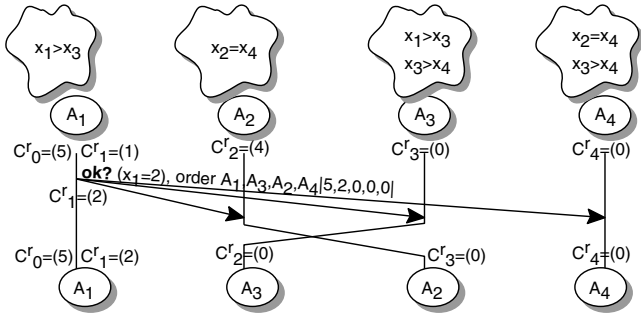 x1>x3
x2=x4
x1>x3
x3>x4
x2=x4
x3>x4
A1
A2
A3
A4
Cr0=(5) Cr1=(1)
Cr2=(4)
Cr3=(0)
Cr4=(0)
ok? (x1=2), order A1,A3,A2,A4|5,2,0,0,0|
Cr1=(2)
Cr0=(5) Cr1=(2)
Cr2=(0)
Cr3=(0)
Cr4=(0)
A1
A3
A2
A4